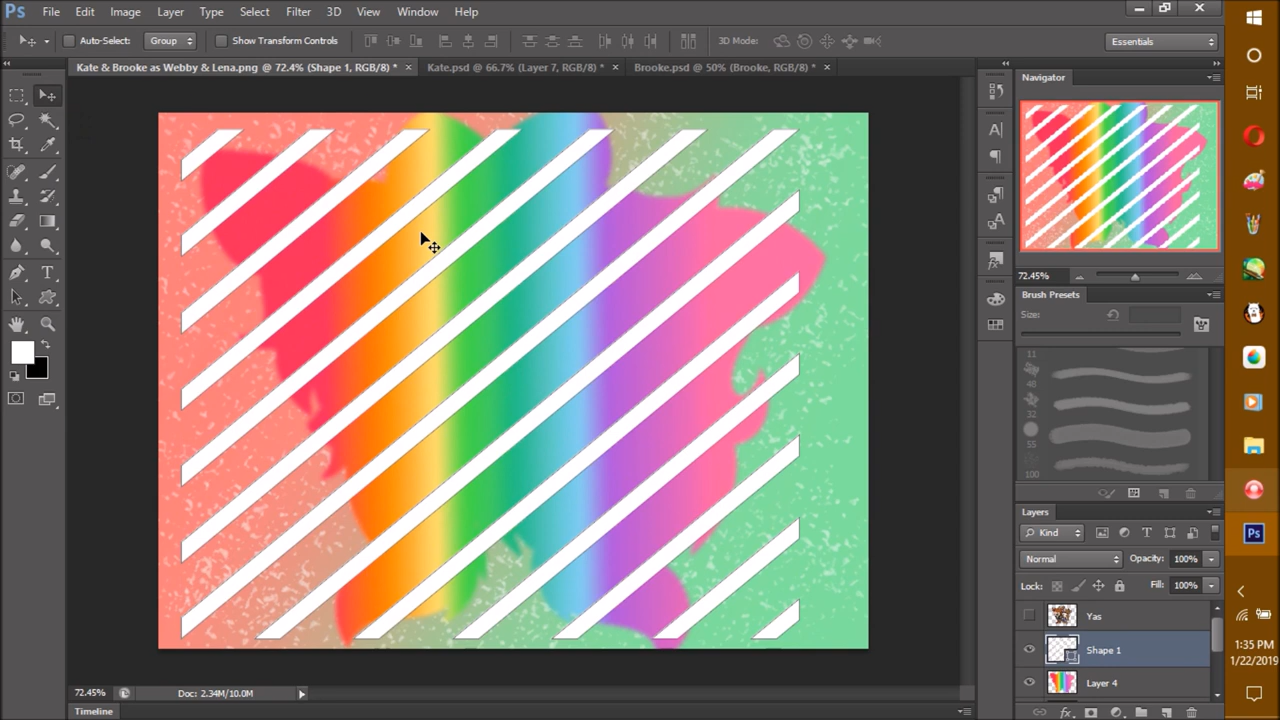 Ps File Edit Image Layer Type Select Filter 3D View Window Help
Auto-Select: Group Show Transform Controls 3D Mode: Essentials
Kate & Brooke as Webby & Lena.png @ 72.4% (Shape 1, RGB/8) * × Kate.psd @ 66.7% (Layer 7, RGB/8) * × Brooke.psd @ 50% (Brooke, RGB/8) * ×
Navigator
72.45%
Brush Presets
Size:
11
48
32
55
100
Layers
Kind
Normal Opacity: 100%
Lock: Fill: 100%
Yas
Shape 1
Layer 4
fx
72.45% Doc: 2.34M/10.0M
Timeline
Ps
1:35 PM
1/22/2019